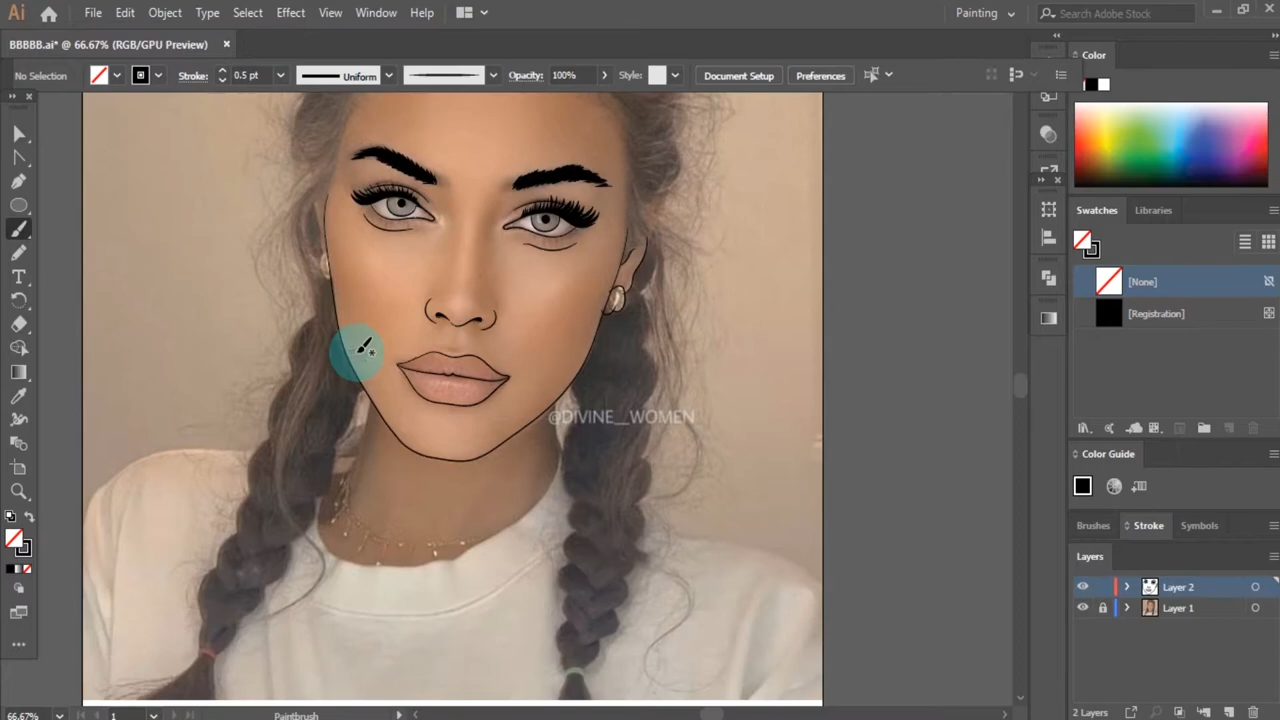 Ai File Edit Object Type Select Effect View Window Help Painting Search Adobe Stock
BBBBB.ai* @ 66.67% (RGB/GPU Preview) ×
No Selection Stroke: 0.5 pt Uniform Opacity: 100% Style: Document Setup Preferences
Color
Swatches Libraries
[None]
[Registration]
@DIVINE__WOMEN
Color Guide
Brushes Stroke Symbols
Layers
Layer 2
Layer 1
66.67% 1 Paintbrush 2 Layers